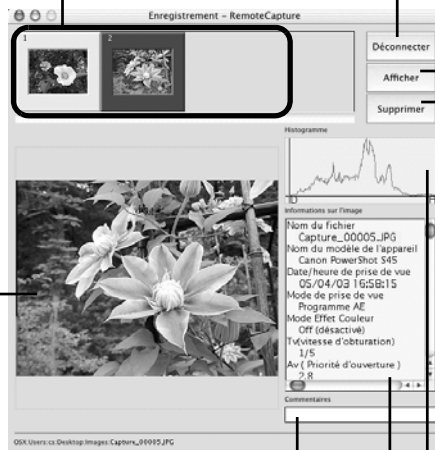 Enregistrement – RemoteCapture
1
2
Déconnecter
Afficher
Supprimer
Histogramme
Informations sur l'image
Nom du fichier
Capture_00005.JPG
Nom du modèle de l'appareil
Canon PowerShot S45
Date/heure de prise de vue
05/04/03 16:58:15
Mode de prise de vue
Programme AE
Mode Effet Couleur
Off (désactivé)
Tv(vitesse d'obturation)
1/5
Av ( Priorité d'ouverture )
2.8
Commentaires
OSX:Users:cs:Desktop:Images:Capture_00005.JPG